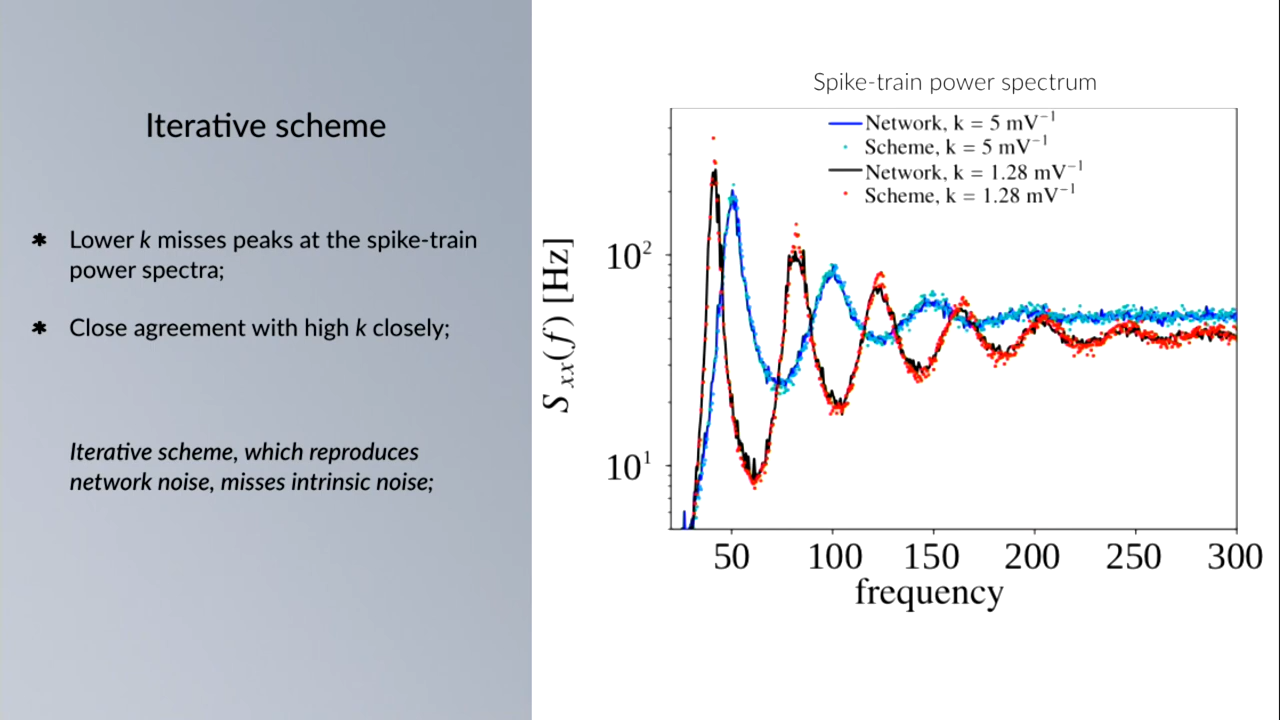 Iterative scheme
✱ Lower k misses peaks at the spike-train
power spectra;
✱ Close agreement with high k closely;
Iterative scheme, which reproduces
network noise, misses intrinsic noise;
Spike-train power spectrum
Network, k = 5 mV⁻¹
Scheme, k = 5 mV⁻¹
Network, k = 1.28 mV⁻¹
Scheme, k = 1.28 mV⁻¹
S_xx(f) [Hz]
10²
10¹
50 100 150 200 250 300
frequency